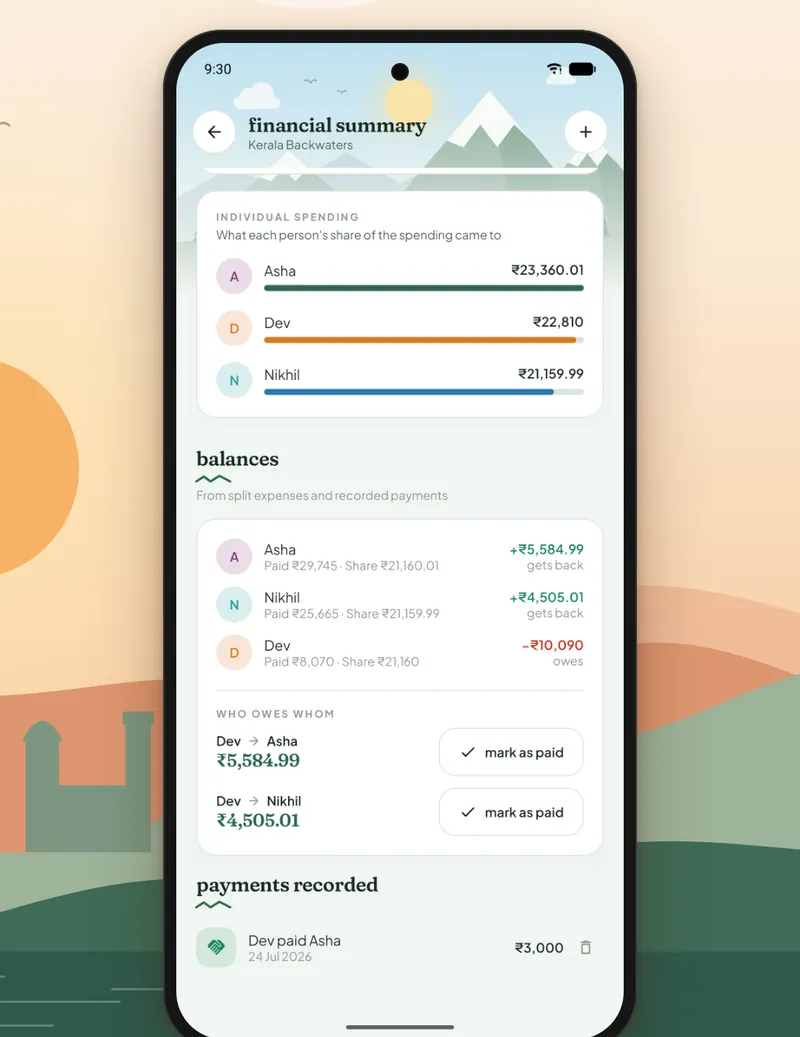 9:30
financial summary
Kerala Backwaters
INDIVIDUAL SPENDING
What each person's share of the spending came to
A
Asha
₹23,360.01
D
Dev
₹22,810
N
Nikhil
₹21,159.99
balances
From split expenses and recorded payments
A
Asha
+₹5,584.99
Paid ₹29,745 · Share ₹21,160.01
gets back
N
Nikhil
+₹4,505.01
Paid ₹25,665 · Share ₹21,159.99
gets back
D
Dev
−₹10,090
Paid ₹8,070 · Share ₹21,160
owes
WHO OWES WHOM
Dev → Asha
₹5,584.99
mark as paid
Dev → Nikhil
₹4,505.01
mark as paid
payments recorded
Dev paid Asha
24 Jul 2026
₹3,000